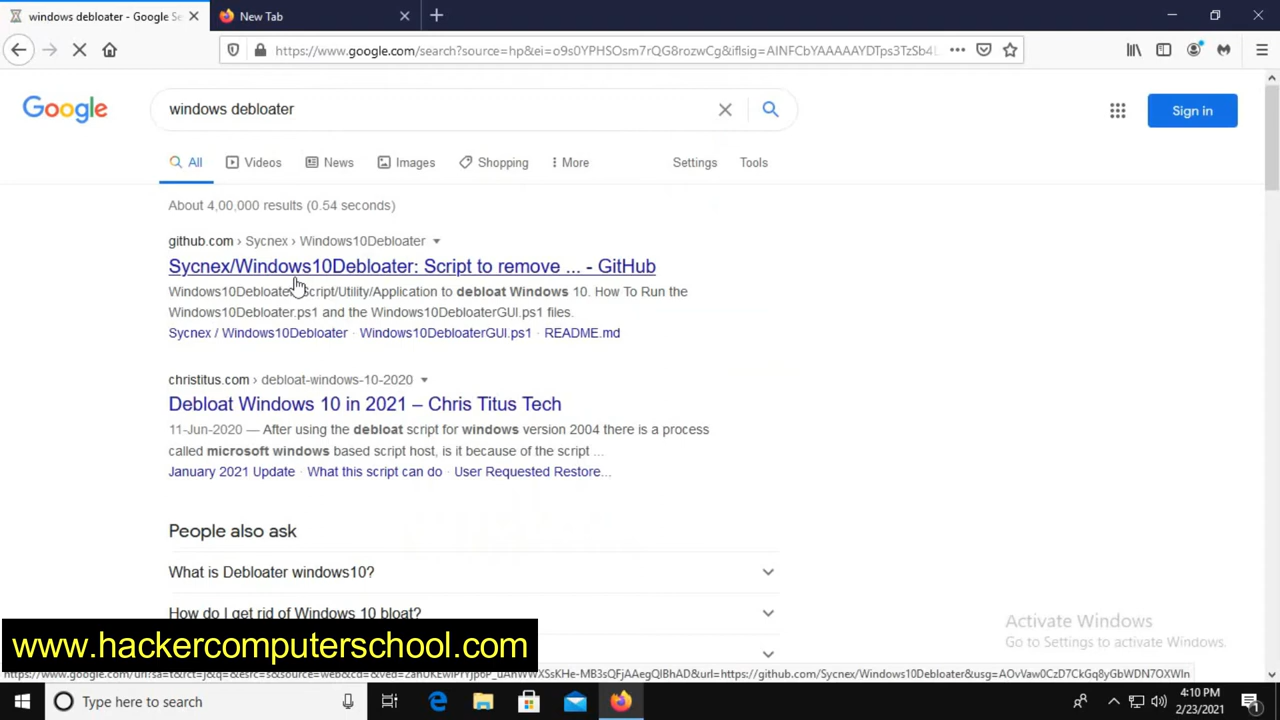 windows debloater - Google Se
New Tab
https://www.google.com/search?source=hp&ei=o9s0YPHSOsm7rQG8rozwCg&iflsig=AINFCbYAAAAAYDTps3TzSb4L
Google
windows debloater
Sign in
All
Videos
News
Images
Shopping
More
Settings
Tools
About 4,00,000 results (0.54 seconds)
github.com › Sycnex › Windows10Debloater
Sycnex/Windows10Debloater: Script to remove ... - GitHub
Windows10Debloater Script/Utility/Application to debloat Windows 10. How To Run the
Windows10Debloater.ps1 and the Windows10DebloaterGUI.ps1 files.
Sycnex / Windows10Debloater · Windows10DebloaterGUI.ps1 · README.md
christitus.com › debloat-windows-10-2020
Debloat Windows 10 in 2021 – Chris Titus Tech
11-Jun-2020 — After using the debloat script for windows version 2004 there is a process
called microsoft windows based script host, is it because of the script ...
January 2021 Update · What this script can do · User Requested Restore...
People also ask
What is Debloater windows10?
How do I get rid of Windows 10 bloat?
Activate Windows
Go to Settings to activate Windows.
www.hackercomputerschool.com
Type here to search
4:10 PM
2/23/2021
1